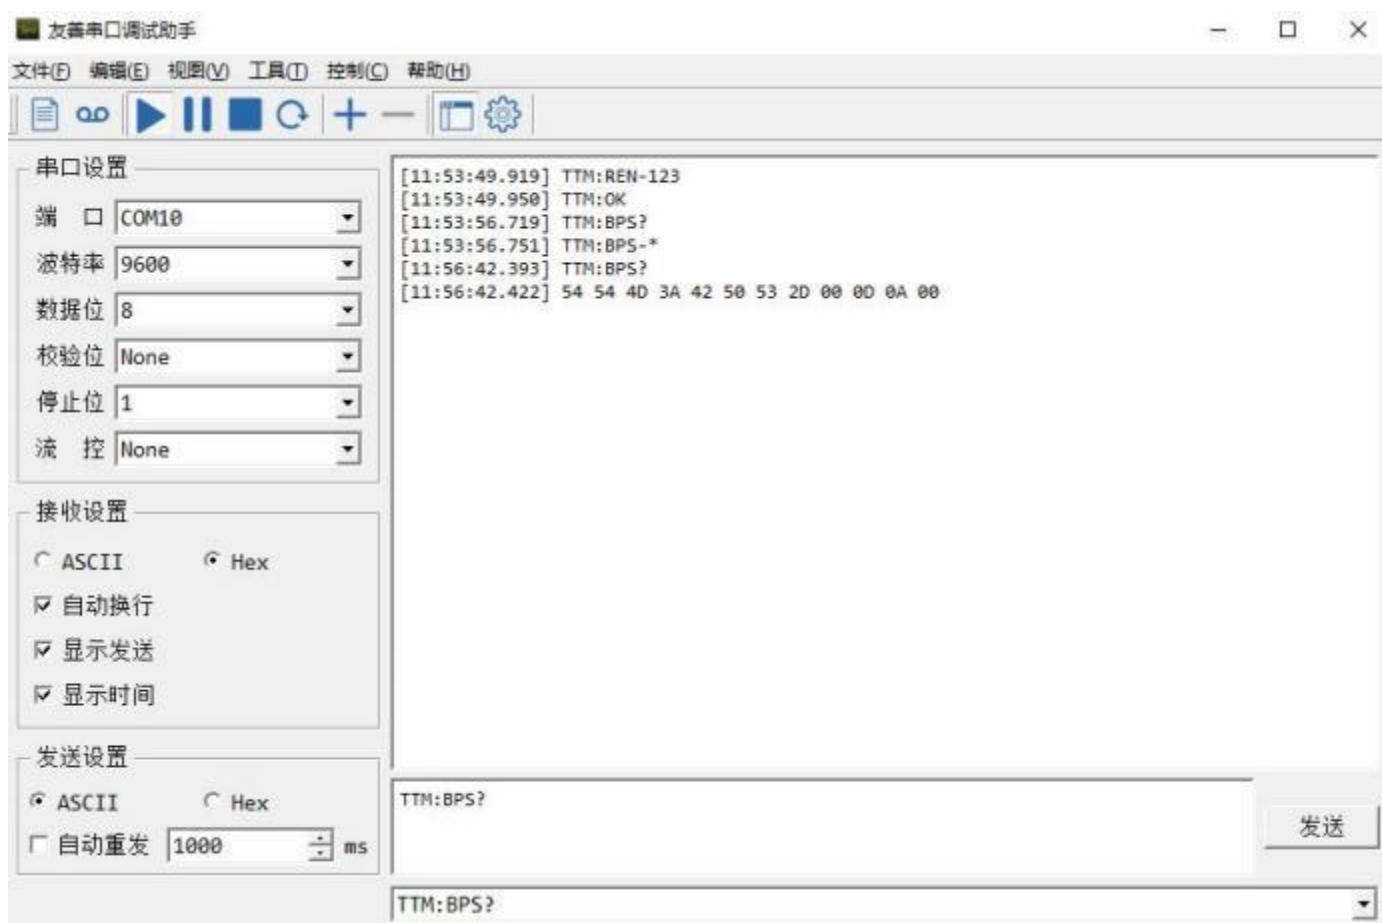 友善串口调试助手
文件(F) 编辑(E) 视图(V) 工具(T) 控制(C) 帮助(H)
串口设置
端 口 COM10
波特率 9600
数据位 8
校验位 None
停止位 1
流 控 None
接收设置
ASCII Hex
自动换行
显示发送
显示时间
发送设置
ASCII Hex
自动重发 1000 ms
[11:53:49.919] TTM:REN-123
[11:53:49.950] TTM:OK
[11:53:56.719] TTM:BPS?
[11:53:56.751] TTM:BPS-*
[11:56:42.393] TTM:BPS?
[11:56:42.422] 54 54 4D 3A 42 50 53 2D 00 0D 0A 00
TTM:BPS?
发送
TTM:BPS?